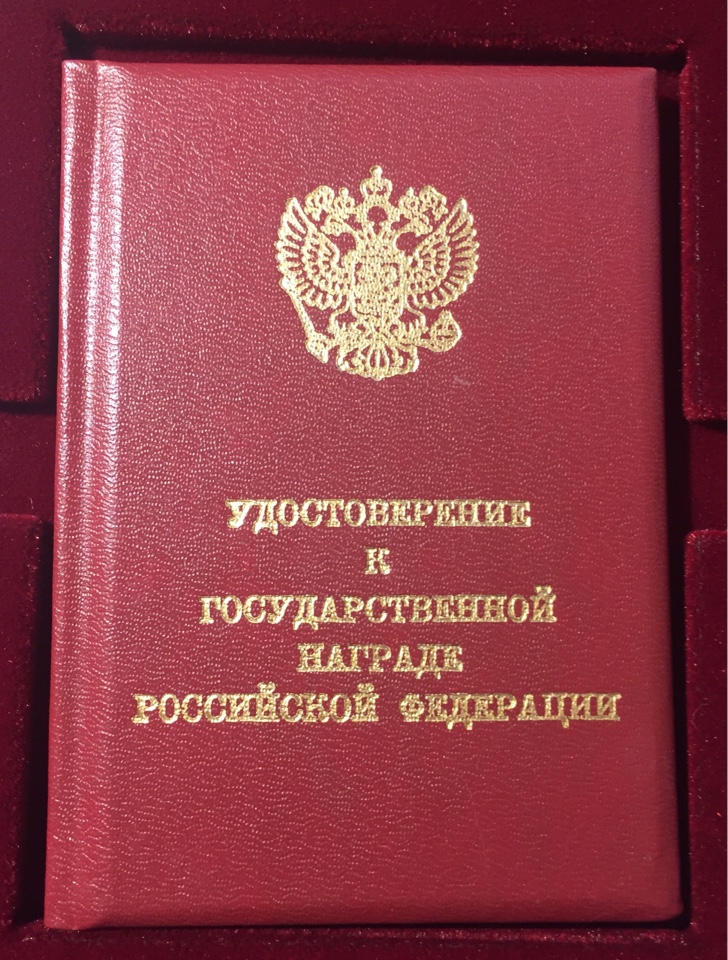 УДОСТОВЕРЕНИЕ
К
ГОСУДАРСТВЕННОЙ
НАГРАДЕ
РОССИЙСКОЙ ФЕДЕРАЦИИ